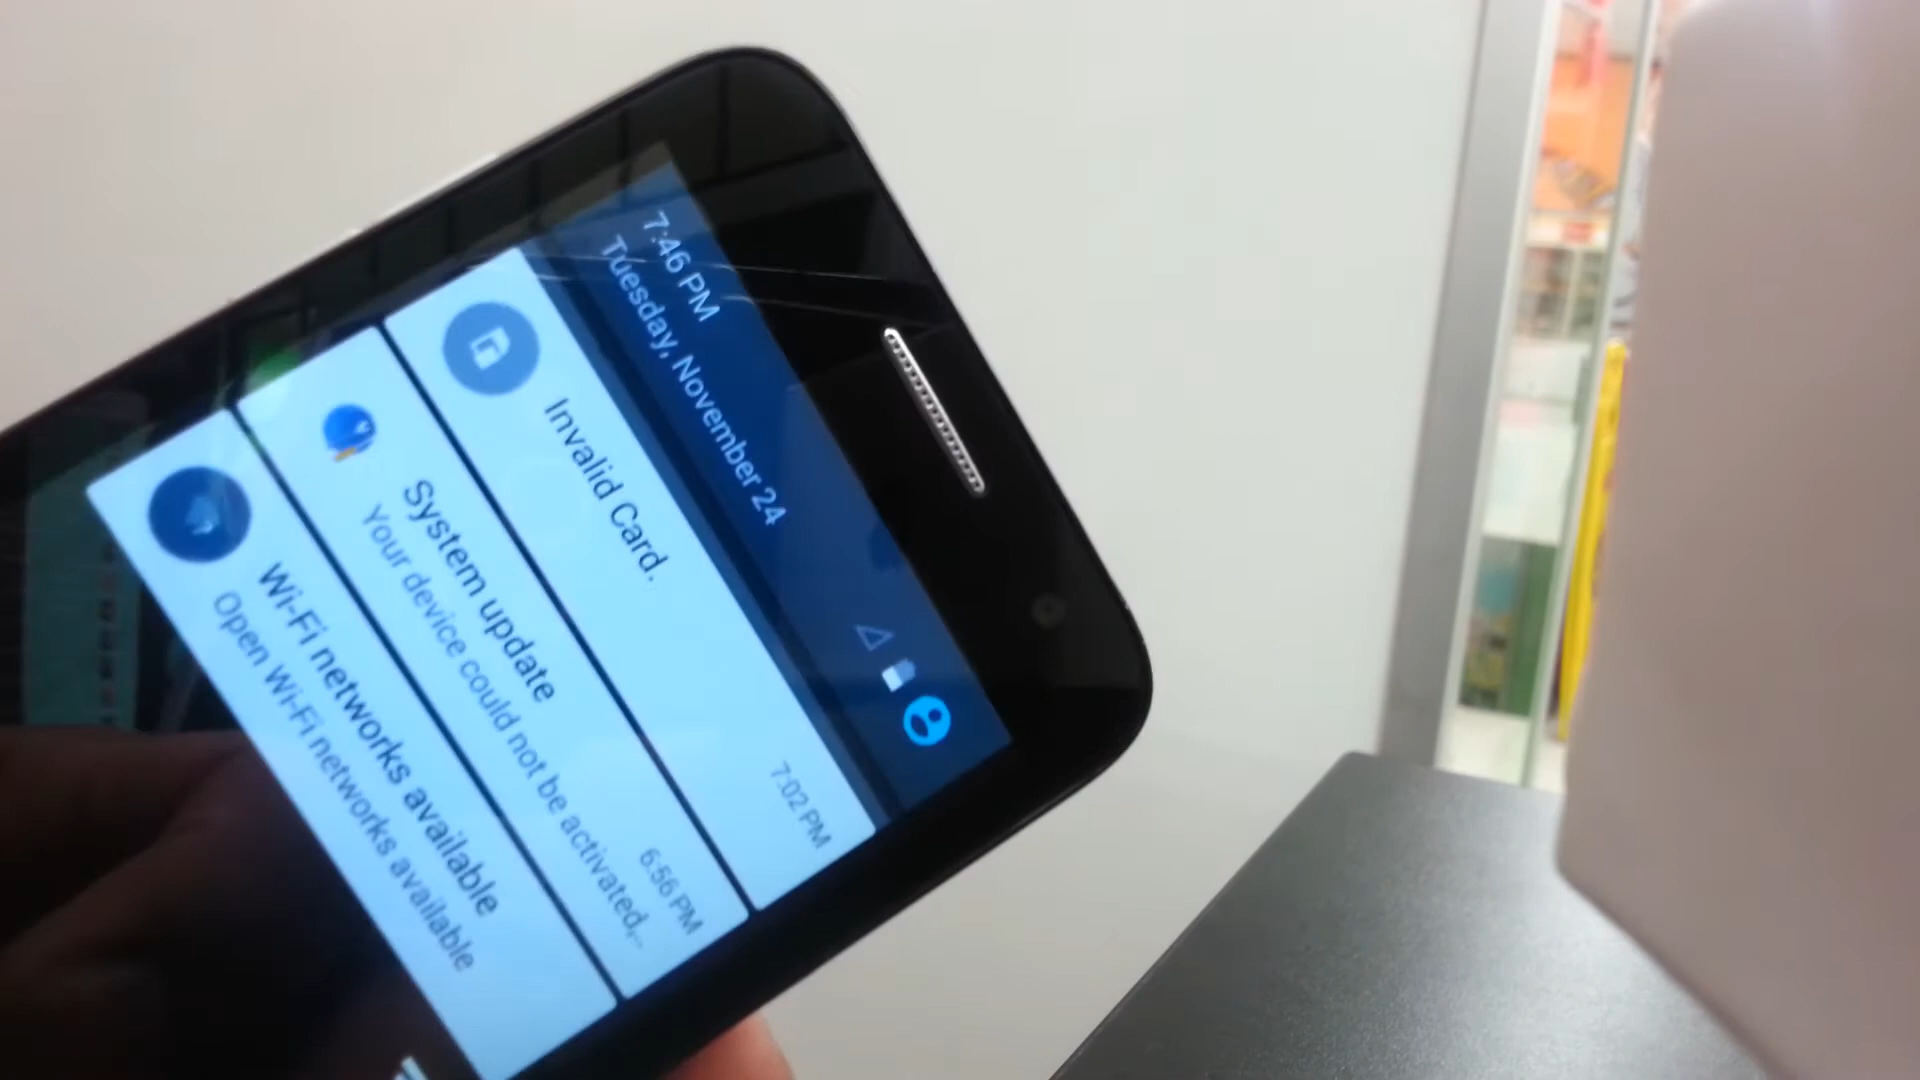 7:46 PM
Tuesday, November 24
Invalid Card.
7:02 PM
System update
6:56 PM
Your device could not be activated,..
Wi-Fi networks available
Open Wi-Fi networks available